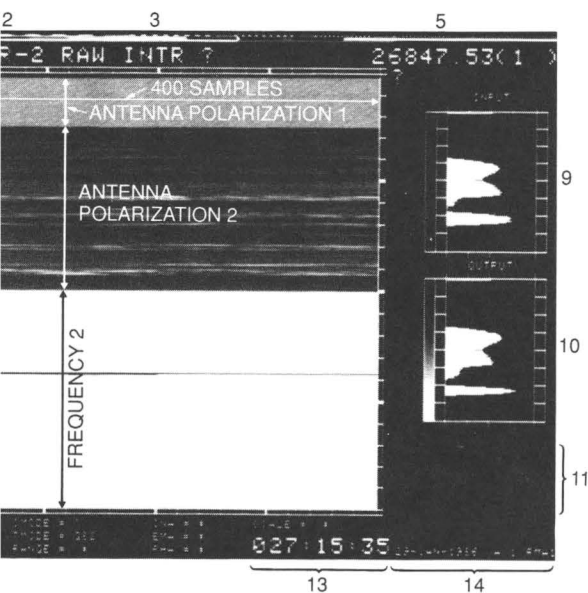 2 3 5
R-2 RAW INTR ? 26847.53(1 )
?
400 SAMPLES
ANTENNA POLARIZATION 1
INPUT
9
ANTENNA
POLARIZATION 2
OUTPUT
10
FREQUENCY 2
11
027:15:35
13 14